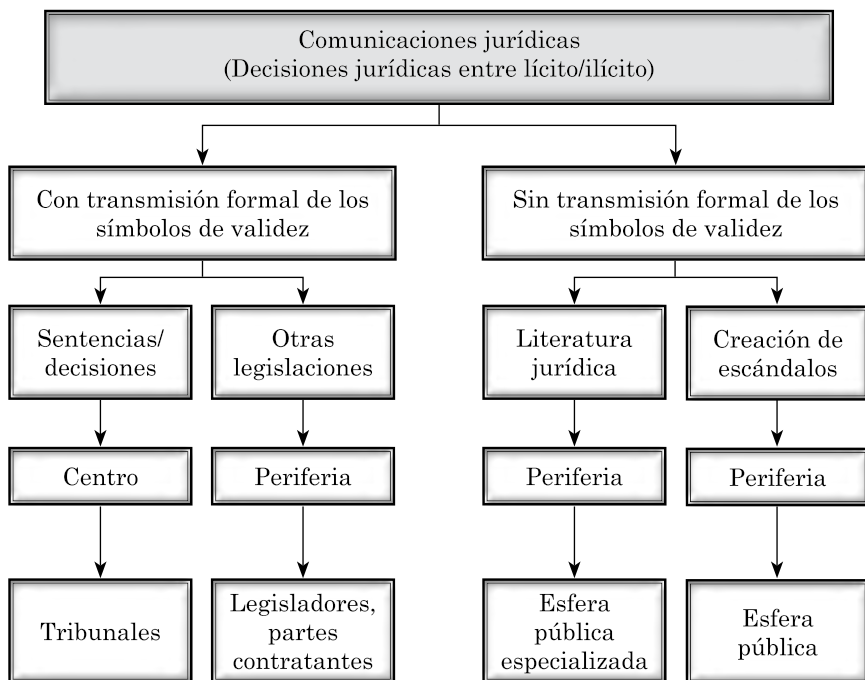 Comunicaciones jurídicas
(Decisiones jurídicas entre lícito/ilícito)
Con transmisión formal de los
símbolos de validez
Sin transmisión formal de los
símbolos de validez
Sentencias/
decisiones
Otras
legislaciones
Literatura
jurídica
Creación de
escándalos
Centro
Periferia
Periferia
Periferia
Tribunales
Legisladores,
partes
contratantes
Esfera
pública
especializada
Esfera
pública